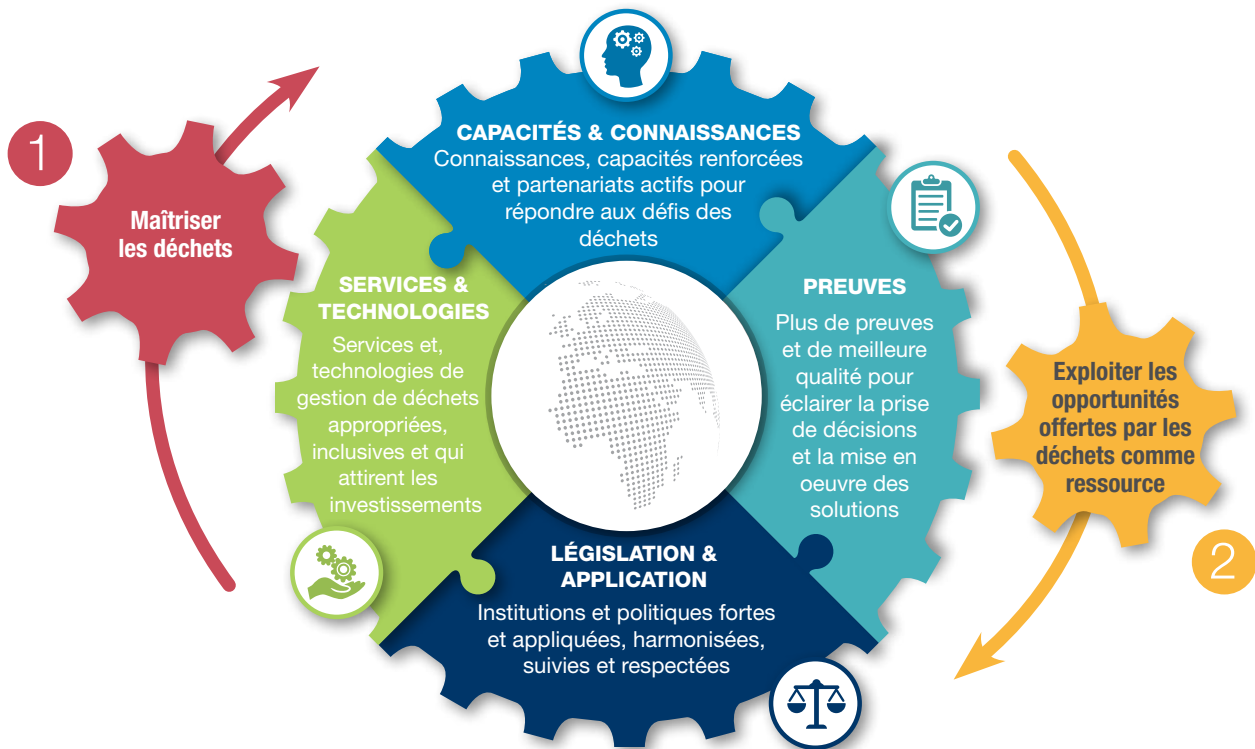 1
Maîtriser
les déchets
CAPACITÉS & CONNAISSANCES
Connaissances, capacités renforcées
et partenariats actifs pour
répondre aux défis des
déchets
SERVICES &
TECHNOLOGIES
Services et,
technologies de
gestion de déchets
appropriées,
inclusives et qui
attirent les
investissements
PREUVES
Plus de preuves
et de meilleure
qualité pour
éclairer la prise
de décisions
et la mise en
oeuvre des
solutions
LÉGISLATION &
APPLICATION
Institutions et politiques fortes
et appliquées, harmonisées,
suivies et respectées
Exploiter les
opportunités
offertes par les
déchets comme
ressource
2